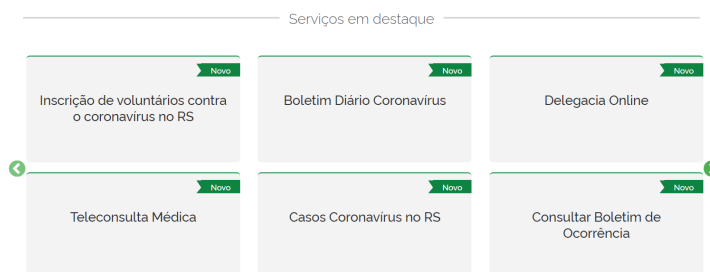 Serviços em destaque
Novo
Novo
Novo
Inscrição de voluntários contra
o coronavírus no RS
Boletim Diário Coronavírus
Delegacia Online
Novo
Novo
Novo
Teleconsulta Médica
Casos Coronavírus no RS
Consultar Boletim de
Ocorrência